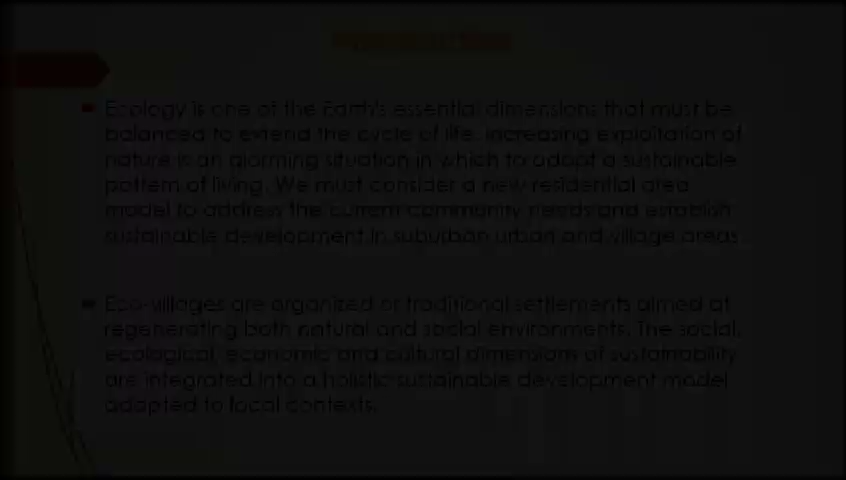 Ecology is one of the Earth's essential dimensions that must be
balanced to extend the cycle of life. Increasing exploitation of
nature is an alarming situation in which to adopt a sustainable
pattern of living. We must consider a new residential area
model to address the current community needs and establish
sustainable development in suburban urban and village areas
Eco-villages are organized or traditional settlements aimed at
regenerating both natural and social environments. The social,
ecological, economic and cultural dimensions of sustainability
are integrated into a holistic sustainable development model
adapted to local contexts.